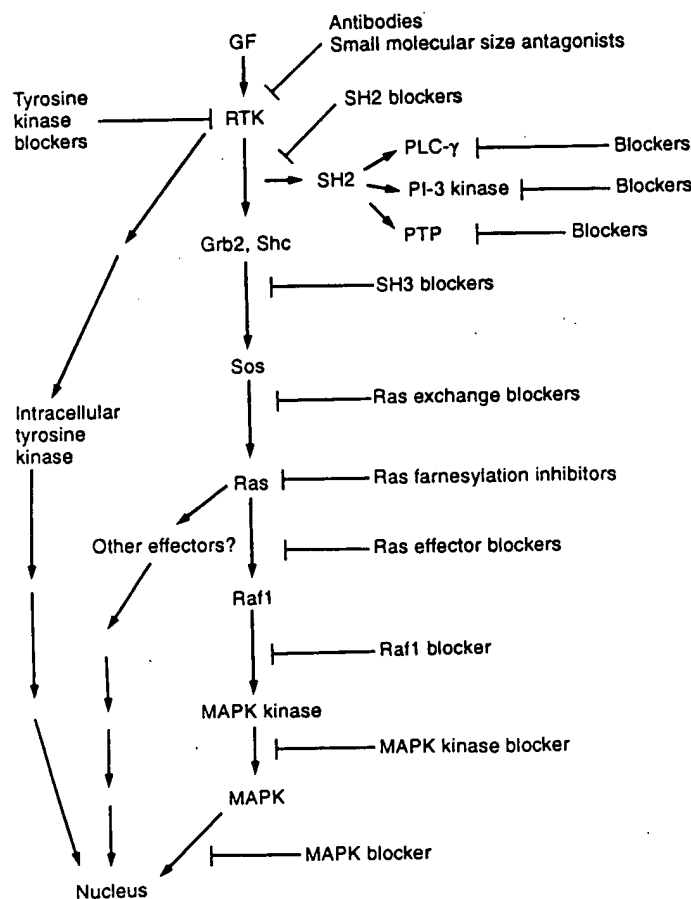 Antibodies
Small molecular size antagonists
GF
Tyrosine
kinase
blockers
RTK
SH2 blockers
PLC-γ
Blockers
SH2
PI-3 kinase
Blockers
PTP
Blockers
Grb2, Shc
SH3 blockers
Sos
Ras exchange blockers
Intracellular
tyrosine
kinase
Ras
Ras farnesylation inhibitors
Other effectors?
Ras effector blockers
Raf1
Raf1 blocker
MAPK kinase
MAPK kinase blocker
MAPK
MAPK blocker
Nucleus